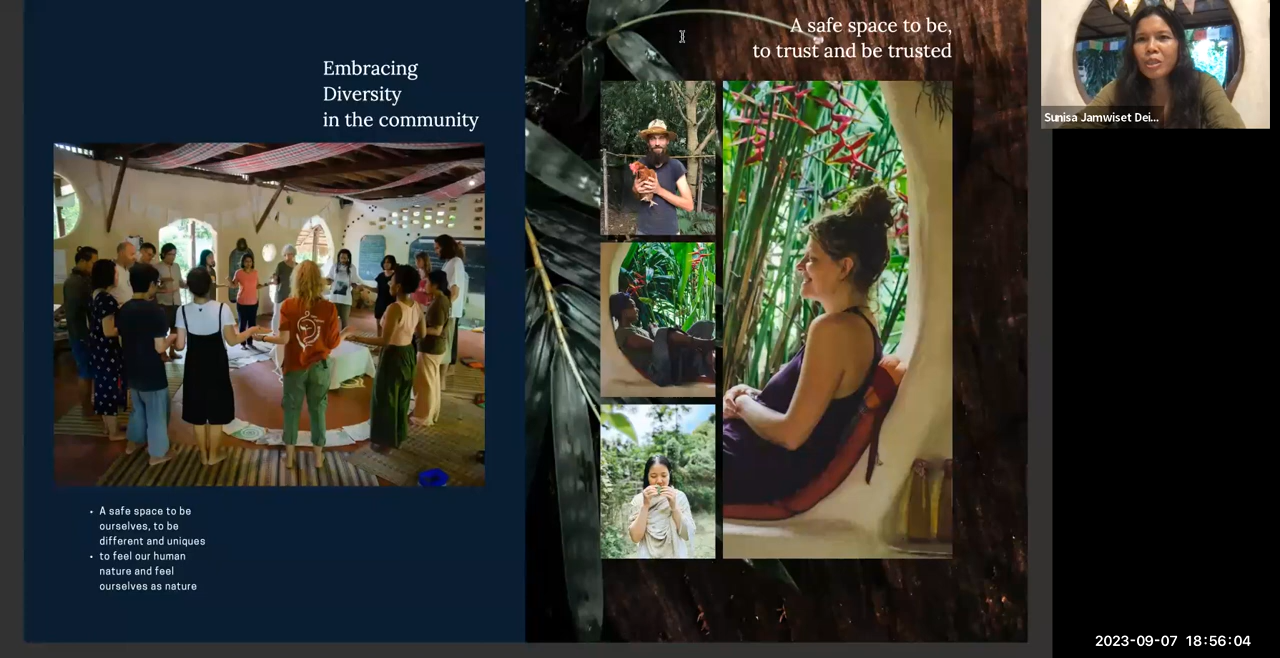 Embracing
Diversity
in the community
• A safe space to be
ourselves, to be
different and uniques
• to feel our human
nature and feel
ourselves as nature
A safe space to be,
to trust and be trusted
Sunisa Jamwiset Dei...
2023-09-07 18:56:04